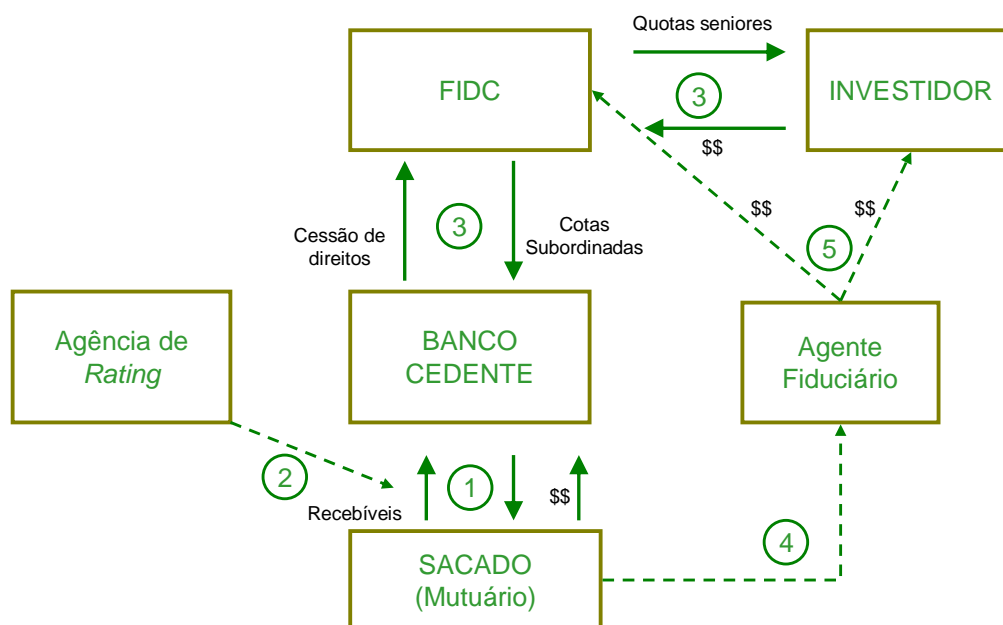 Quotas seniores
FIDC
INVESTIDOR
3
$$
3
Cessão de
direitos
Cotas
Subordinadas
$$
$$
5
Agência de
Rating
BANCO
CEDENTE
Agente
Fiduciário
2
Recebíveis
1
$$
4
SACADO
(Mutuário)